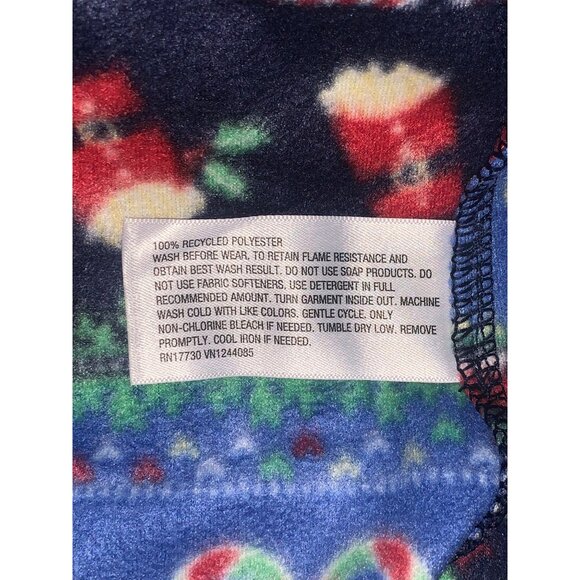 100% RECYCLED POLYESTER
WASH BEFORE WEAR, TO RETAIN FLAME RESISTANCE AND
OBTAIN BEST WASH RESULT. DO NOT USE SOAP PRODUCTS. DO
NOT USE FABRIC SOFTENERS. USE DETERGENT IN FULL
RECOMMENDED AMOUNT. TURN GARMENT INSIDE OUT. MACHINE
WASH COLD WITH LIKE COLORS. GENTLE CYCLE. ONLY
NON-CHLORINE BLEACH IF NEEDED. TUMBLE DRY LOW. REMOVE
PROMPTLY. COOL IRON IF NEEDED.
RN17730 VN1244085